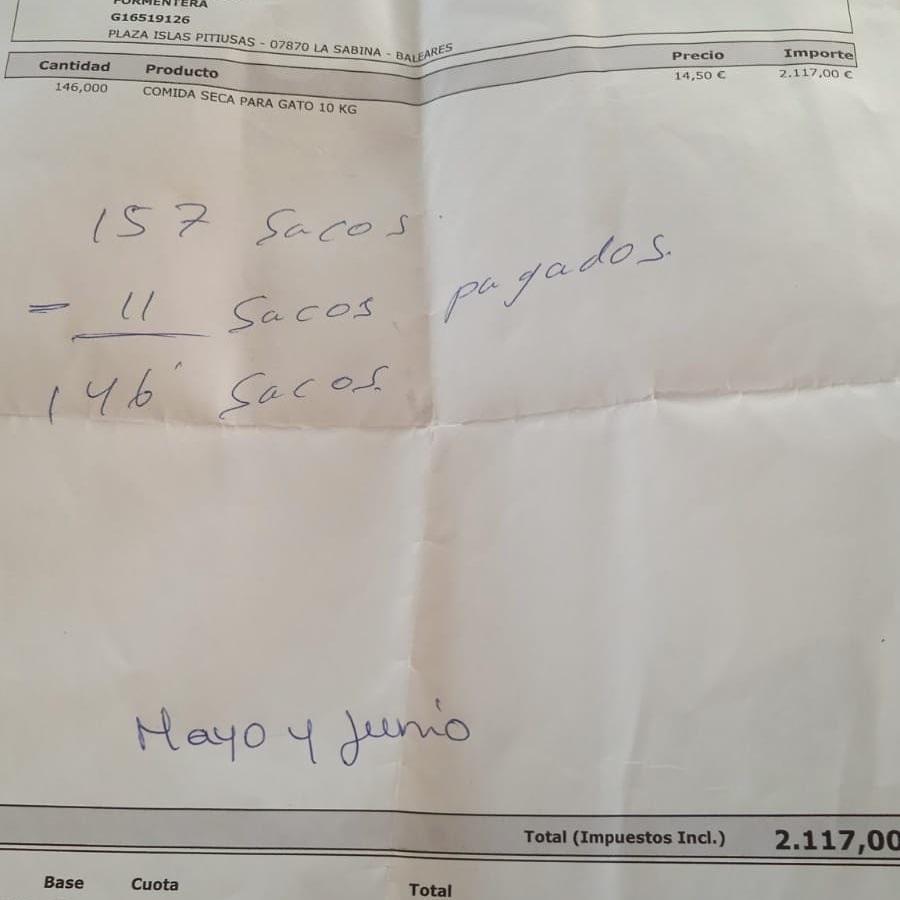 FORMENTERA
G16519126
PLAZA ISLAS PITIUSAS - 07870 LA SABINA - BALEARES
Cantidad Producto Precio Importe
146,000 COMIDA SECA PARA GATO 10 KG 14,50 € 2.117,00 €
157 Sacos
= 11 Sacos pagados.
146 Sacos.
Mayo y Junio
Total (Impuestos Incl.) 2.117,00
Base Cuota Total